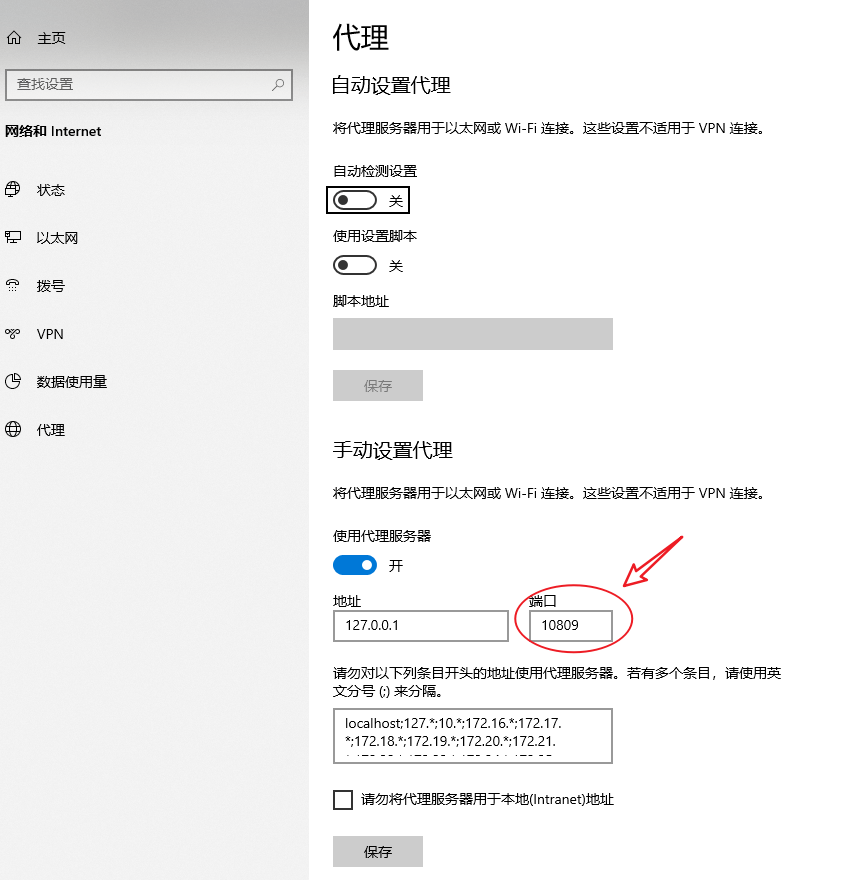 主页
查找设置
网络和 Internet
状态
以太网
拨号
VPN
数据使用量
代理
代理
自动设置代理
将代理服务器用于以太网或 Wi-Fi 连接。这些设置不适用于 VPN 连接。
自动检测设置
关
使用设置脚本
关
脚本地址
保存
手动设置代理
将代理服务器用于以太网或 Wi-Fi 连接。这些设置不适用于 VPN 连接。
使用代理服务器
开
地址
端口
127.0.0.1
10809
请勿对以下列条目开头的地址使用代理服务器。若有多个条目，请使用英
文分号 (;) 来分隔。
localhost;127.*;10.*;172.16.*;172.17.
*;172.18.*;172.19.*;172.20.*;172.21.
请勿将代理服务器用于本地(Intranet)地址
保存